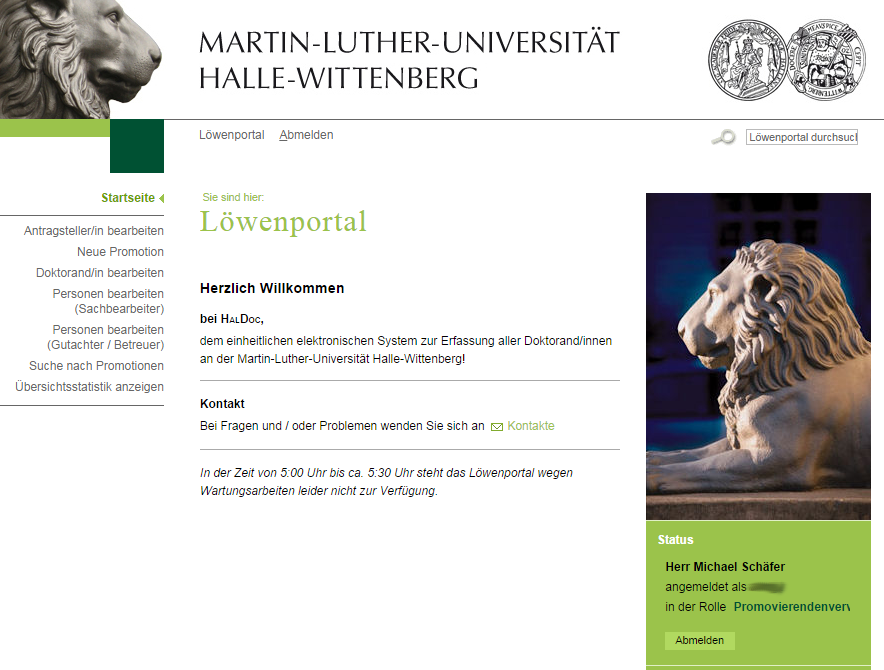 MARTIN-LUTHER-UNIVERSITÄT
HALLE-WITTENBERG
Löwenportal Abmelden
Löwenportal durchsuc
Startseite
Antragsteller/in bearbeiten
Neue Promotion
Doktorand/in bearbeiten
Personen bearbeiten
(Sachbearbeiter)
Personen bearbeiten
(Gutachter / Betreuer)
Suche nach Promotionen
Übersichtsstatistik anzeigen
Sie sind hier:
Löwenportal
Herzlich Willkommen
bei HALDOC,
dem einheitlichen elektronischen System zur Erfassung aller Doktorand/innen
an der Martin-Luther-Universität Halle-Wittenberg!
Kontakt
Bei Fragen und / oder Problemen wenden Sie sich an Kontakte
In der Zeit von 5:00 Uhr bis ca. 5:30 Uhr steht das Löwenportal wegen
Wartungsarbeiten leider nicht zur Verfügung.
Status
Herr Michael Schäfer
angemeldet als
in der Rolle Promovierendenverv
Abmelden